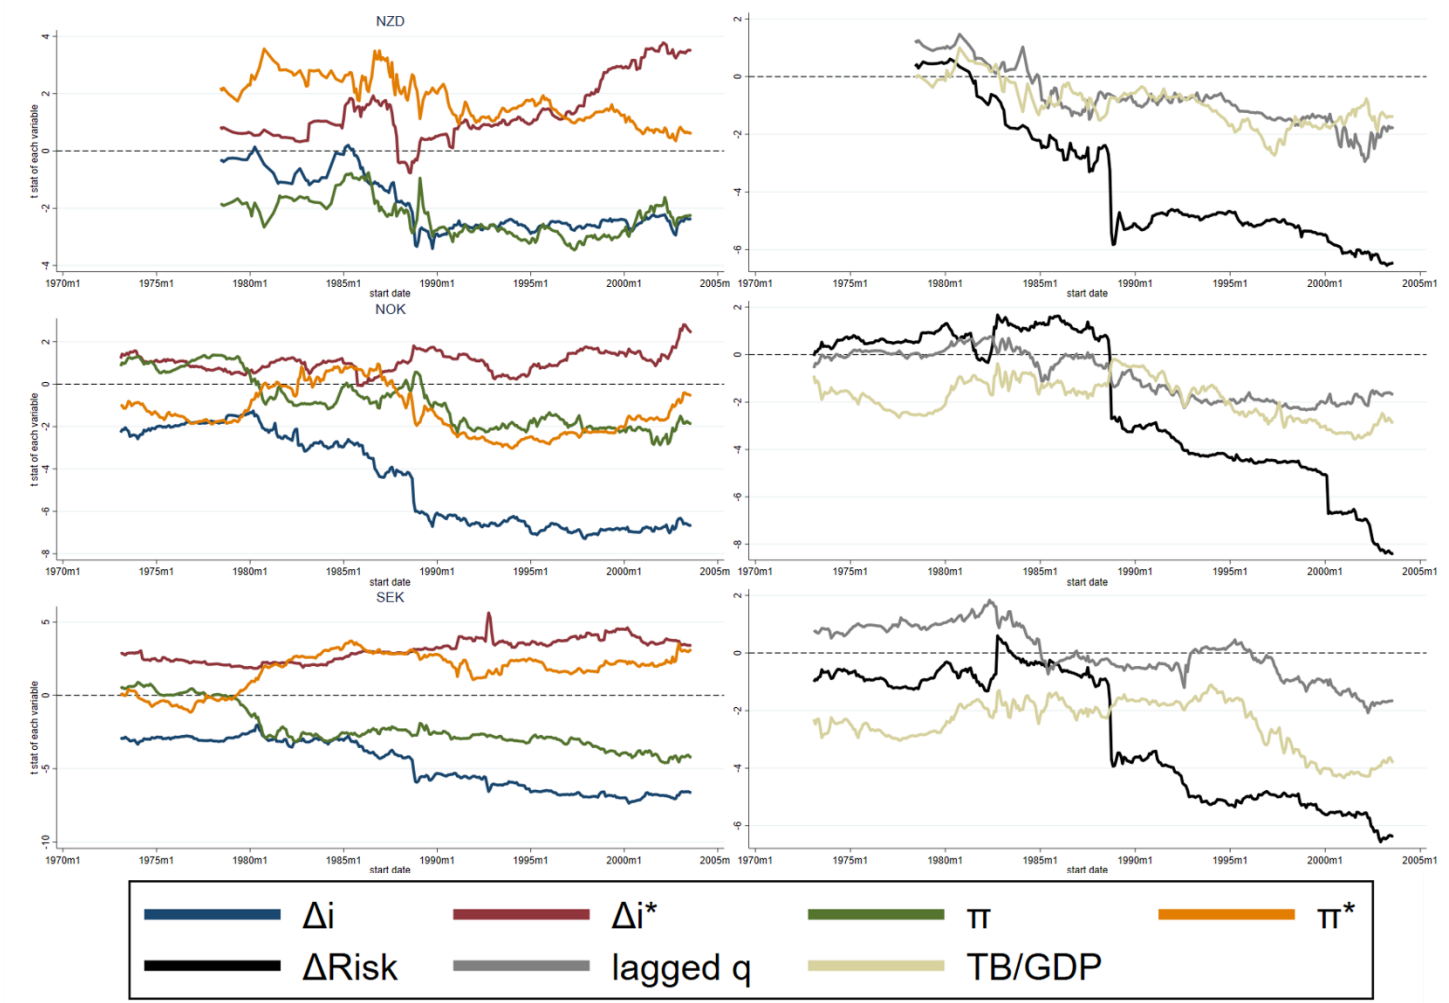 NZD
t stat of each variable
4
2
0
-2
-4
1970m1 1975m1 1980m1 1985m1 1990m1 1995m1 2000m1 2005m1
start date
2
0
-2
-4
-6
1970m1 1975m1 1980m1 1985m1 1990m1 1995m1 2000m1 2005m1
start date
NOK
t stat of each variable
2
0
-2
-4
-6
-8
1970m1 1975m1 1980m1 1985m1 1990m1 1995m1 2000m1 2005m1
start date
2
0
-2
-4
-6
-8
1970m1 1975m1 1980m1 1985m1 1990m1 1995m1 2000m1 2005m1
start date
SEK
t stat of each variable
5
0
-5
-10
1970m1 1975m1 1980m1 1985m1 1990m1 1995m1 2000m1 2005m1
start date
2
0
-2
-4
-6
1970m1 1975m1 1980m1 1985m1 1990m1 1995m1 2000m1 2005m1
start date
Δi Δi* π π*
ΔRisk lagged q TB/GDP